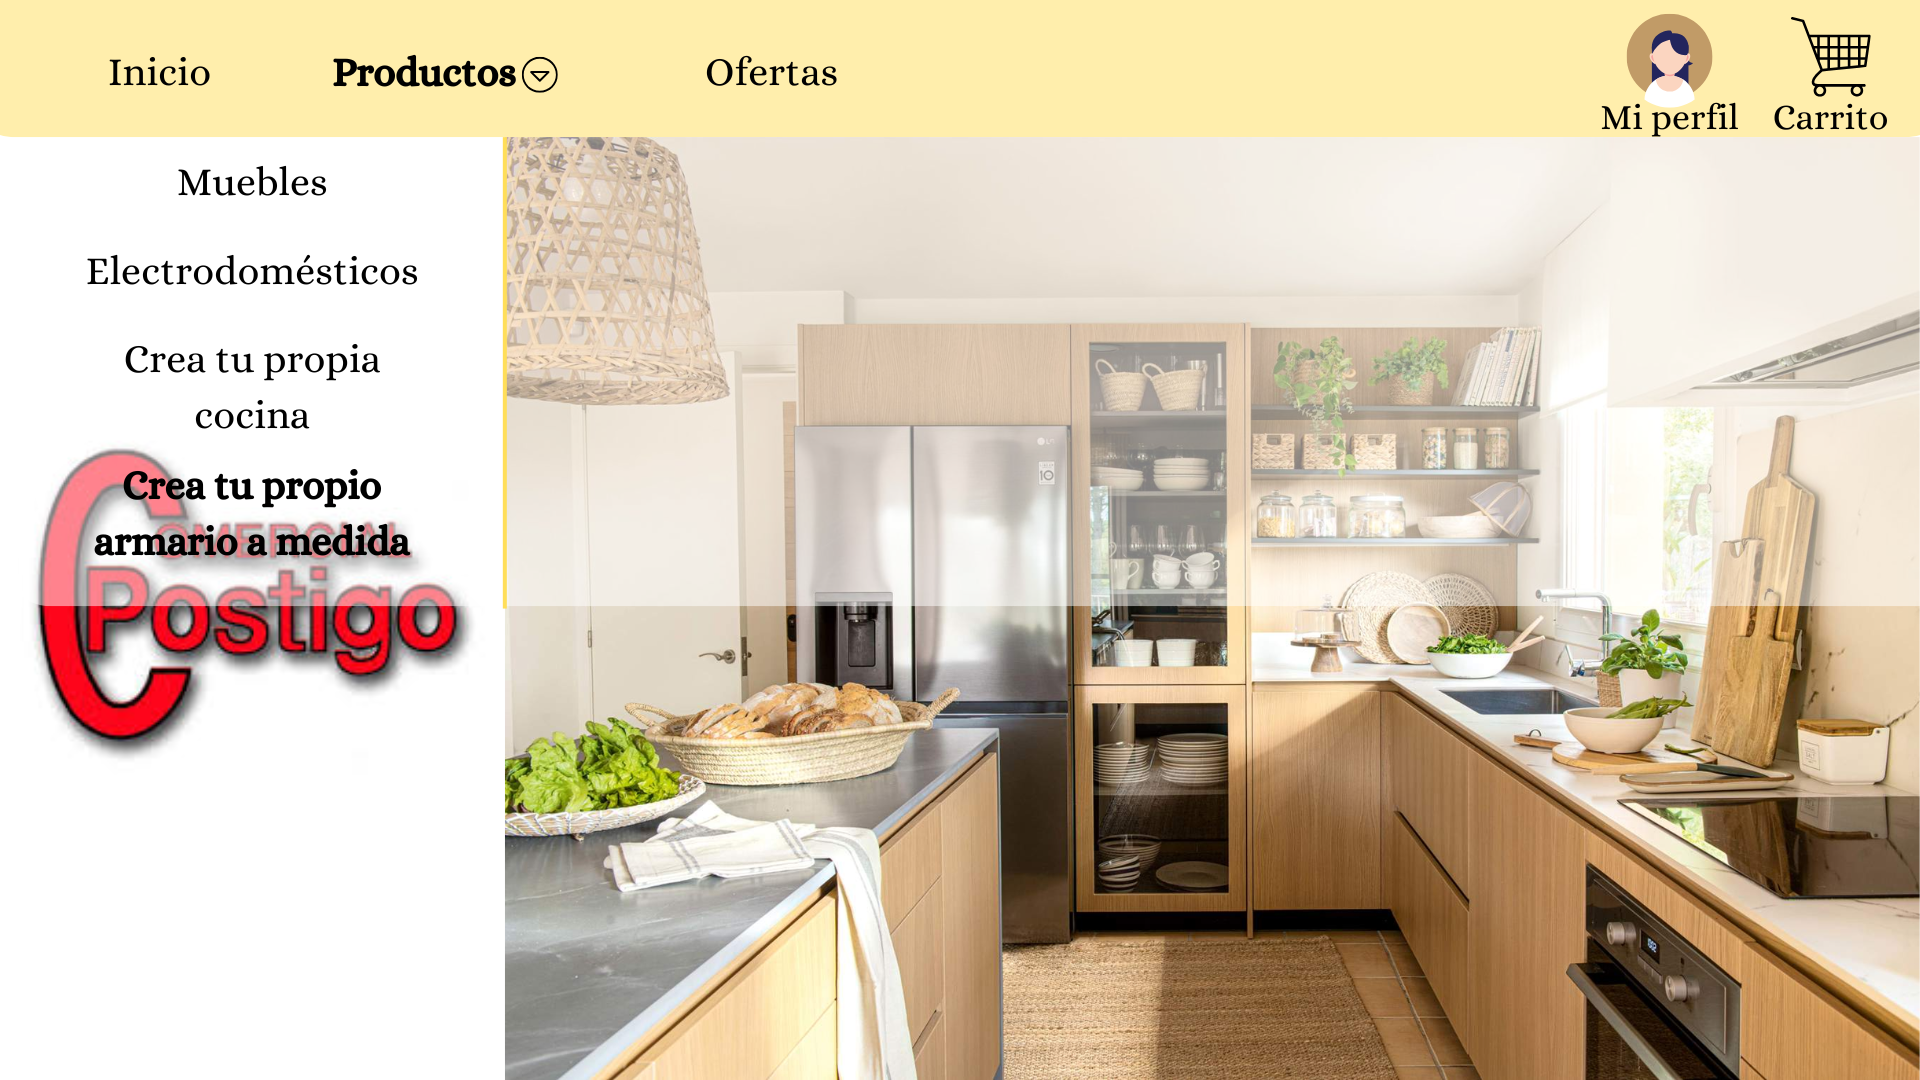 Inicio
Productos
Ofertas
Mi perfil
Carrito
Muebles
Electrodomésticos
Crea tu propia
cocina
Crea tu propio
armario a medida
COMERCIAL
Postigo
LG